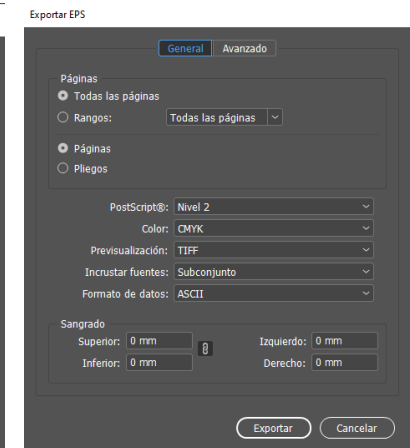 Exportar EPS
General Avanzado
Páginas
Todas las páginas
Rangos: Todas las páginas
Páginas
Pliegos
PostScript®: Nivel 2
Color: CMYK
Previsualización: TIFF
Incrustar fuentes: Subconjunto
Formato de datos: ASCII
Sangrado
Superior: 0 mm Izquierdo: 0 mm
Inferior: 0 mm Derecho: 0 mm
Exportar Cancelar